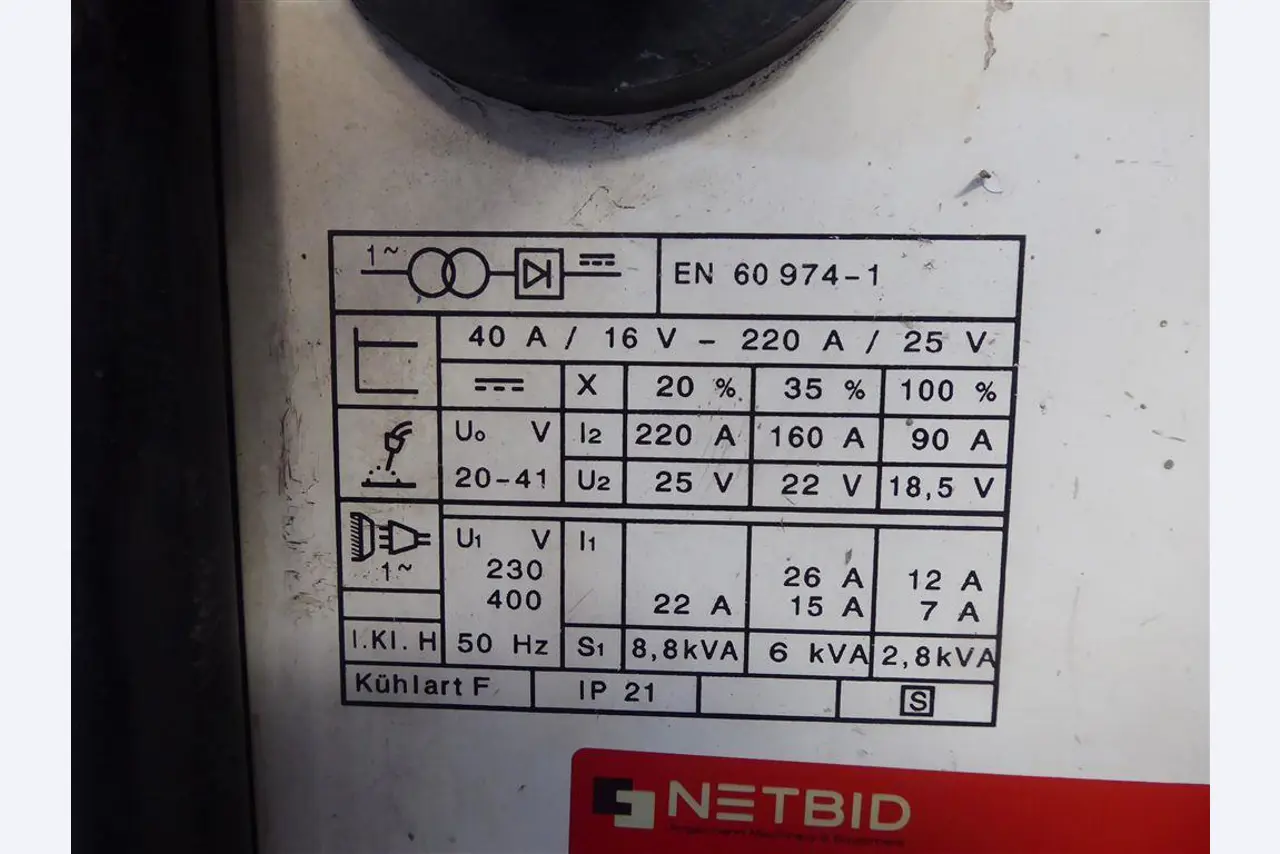 1~
EN 60 974-1
40 A / 16 V – 220 A / 25 V
X 20 % 35 % 100 %
U₀ V I2 220 A 160 A 90 A
20-41 U2 25 V 22 V 18,5 V
U1 V I1
1~ 230 26 A 12 A
400 22 A 15 A 7 A
I.Kl. H 50 Hz S1 8,8kVA 6 kVA 2,8kVA
Kühlart F IP 21 S
NETBID